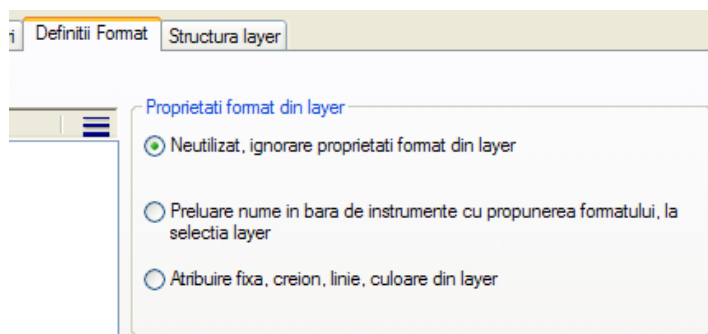 Definitii Format Structura layer
Proprietati format din layer
Neutilizat, ignorare proprietati format din layer
Preluare nume in bara de instrumente cu propunerea formatului, la
selectia layer
Atribuire fixa, creion, linie, culoare din layer